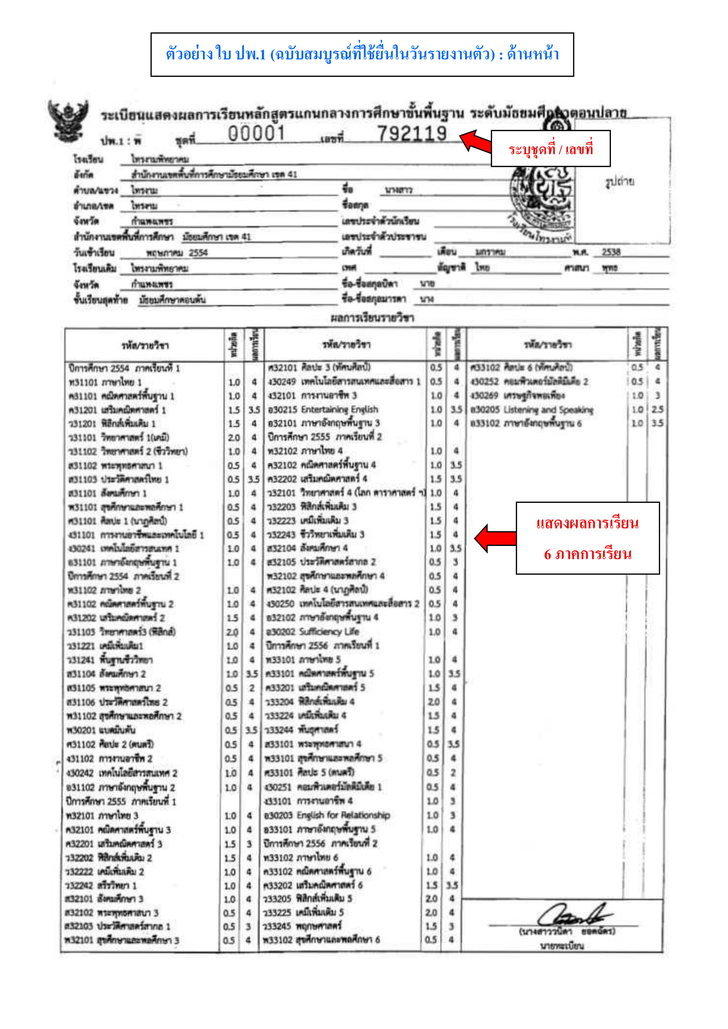 ตัวอย่าง ใบ ปพ.1 (ฉบับสมบูรณ์ที่ใช้ยื่นในวันรายงานตัว) : ด้านหน้า
ระเบียนแสดงผลการเรียนหลักสูตรแกนกลางการศึกษาขั้นพื้นฐาน ระดับมัธยมศึกษาตอนปลาย
ปพ.1 : พ ชุดที่ 00001 เลขที่ 792119
ระบุชุดที่ / เลขที่
รูปถ่าย
โรงเรียน ไทรงามพิทยาคม
สังกัด สำนักงานเขตพื้นที่การศึกษามัธยมศึกษา เขต 41
ตำบล/แขวง ไทรงาม
อำเภอ/เขต ไทรงาม
จังหวัด กำแพงเพชร
สำนักงานเขตพื้นที่การศึกษา มัธยมศึกษา เขต 41
วันเข้าเรียน พฤษภาคม 2554
โรงเรียนเดิม ไทรงามพิทยาคม
จังหวัด กำแพงเพชร
ชั้นเรียนสุดท้าย มัธยมศึกษาตอนต้น
ชื่อ นางสาว
ชื่อสกุล
เลขประจำตัวนักเรียน
เลขประจำตัวประชาชน
เกิดวันที่ เดือน มกราคม พ.ศ. 2538
เพศ สัญชาติ ไทย ศาสนา พุทธ
ชื่อ-ชื่อสกุลบิดา นาย
ชื่อ-ชื่อสกุลมารดา นาง
ผลการเรียนรายวิชา
รหัส/รายวิชา หน่วยกิต ผลการเรียน
ปีการศึกษา 2554 ภาคเรียนที่ 1
ท31101 ภาษาไทย 1 1.0 4
ค31101 คณิตศาสตร์พื้นฐาน 1 1.0 4
ค31201 เสริมคณิตศาสตร์ 1 1.5 3.5
ว31201 ฟิสิกส์เพิ่มเติม 1 1.5 4
ว31101 วิทยาศาสตร์ 1(เคมี) 2.0 4
ว31102 วิทยาศาสตร์ 2 (ชีววิทยา) 1.0 4
ส31102 พระพุทธศาสนา 1 0.5 4
ส31103 ประวัติศาสตร์ไทย 1 0.5 3.5
ส31101 สังคมศึกษา 1 1.0 4
พ31101 สุขศึกษาและพลศึกษา 1 0.5 4
ศ31101 ศิลปะ 1 (นาฏศิลป์) 0.5 4
ง31101 การงานอาชีพและเทคโนโลยี 1 0.5 4
ง30241 เทคโนโลยีสารสนเทศ 1 1.0 4
อ31101 ภาษาอังกฤษพื้นฐาน 1 1.0 4
ปีการศึกษา 2554 ภาคเรียนที่ 2
ท31102 ภาษาไทย 2 1.0 4
ค31102 คณิตศาสตร์พื้นฐาน 2 1.0 4
ค31202 เสริมคณิตศาสตร์ 2 1.5 4
ว31103 วิทยาศาสตร์3 (ฟิสิกส์) 2.0 4
ว31221 เคมีเพิ่มเติม1 1.0 4
ว31241 พื้นฐานชีววิทยา 1.0 4
ส31104 สังคมศึกษา 2 1.0 3.5
ส31105 พระพุทธศาสนา 2 0.5 2
ส31106 ประวัติศาสตร์ไทย 2 0.5 4
พ31102 สุขศึกษาและพลศึกษา 2 0.5 4
พ30201 แบดมินตัน 0.5 3.5
ศ31102 ศิลปะ 2 (ดนตรี) 0.5 4
ง31102 การงานอาชีพ 2 0.5 4
ง30242 เทคโนโลยีสารสนเทศ 2 1.0 4
อ31102 ภาษาอังกฤษพื้นฐาน 2 1.0 4
ปีการศึกษา 2555 ภาคเรียนที่ 1
ท32101 ภาษาไทย 3 1.0 4
ค32101 คณิตศาสตร์พื้นฐาน 3 1.0 4
ค32201 เสริมคณิตศาสตร์ 3 1.5 3
ว32202 ฟิสิกส์เพิ่มเติม 2 1.5 4
ว32222 เคมีเพิ่มเติม 2 1.0 4
ว32242 สรีรวิทยา 1 1.0 4
ส32101 สังคมศึกษา 3 1.0 4
ส32102 พระพุทธศาสนา 3 0.5 4
ส32103 ประวัติศาสตร์สากล 1 0.5 3
พ32101 สุขศึกษาและพลศึกษา 3 0.5 4
รหัส/รายวิชา หน่วยกิต ผลการเรียน
ศ32101 ศิลปะ 3 (ทัศนศิลป์) 0.5 4
ง30249 เทคโนโลยีสารสนเทศและสื่อสาร 1 0.5 4
ง32101 การงานอาชีพ 3 1.0 4
อ30215 Entertaining English 1.0 3.5
อ32101 ภาษาอังกฤษพื้นฐาน 3 1.0 4
ปีการศึกษา 2555 ภาคเรียนที่ 2
ท32102 ภาษาไทย 4 1.0 4
ค32102 คณิตศาสตร์พื้นฐาน 4 1.0 3.5
ค32202 เสริมคณิตศาสตร์ 4 1.5 3.5
ว32101 วิทยาศาสตร์ 4 (โลก ดาราศาสตร์ ฯ) 1.0 4
ว32203 ฟิสิกส์เพิ่มเติม 3 1.5 4
ว32223 เคมีเพิ่มเติม 3 1.5 4
ว32243 ชีววิทยาเพิ่มเติม 3 1.5 4
ส32104 สังคมศึกษา 4 1.0 3.5
ส32105 ประวัติศาสตร์สากล 2 0.5 3
พ32102 สุขศึกษาและพลศึกษา 4 0.5 4
ศ32102 ศิลปะ 4 (นาฏศิลป์) 0.5 4
ง30250 เทคโนโลยีสารสนเทศและสื่อสาร 2 0.5 4
อ32102 ภาษาอังกฤษพื้นฐาน 4 1.0 3
อ30202 Sufficiency Life 1.0 4
ปีการศึกษา 2556 ภาคเรียนที่ 1
ท33101 ภาษาไทย 5 1.0 4
ค33101 คณิตศาสตร์พื้นฐาน 5 1.0 3.5
ค33201 เสริมคณิตศาสตร์ 5 1.5 4
ว33204 ฟิสิกส์เพิ่มเติม 4 2.0 4
ว33224 เคมีเพิ่มเติม 4 1.5 4
ว33244 พันธุศาสตร์ 1.5 4
ส33101 พระพุทธศาสนา 4 0.5 3.5
พ33101 สุขศึกษาและพลศึกษา 5 0.5 4
ศ33101 ศิลปะ 5 (ดนตรี) 0.5 2
ง30251 คอมพิวเตอร์มัลติมีเดีย 1 0.5 4
ง33101 การงานอาชีพ 4 1.0 3
อ30203 English for Relationship 1.0 3
อ33101 ภาษาอังกฤษพื้นฐาน 5 1.0 4
ปีการศึกษา 2556 ภาคเรียนที่ 2
ท33102 ภาษาไทย 6 1.0 4
ค33102 คณิตศาสตร์พื้นฐาน 6 1.0 4
ค33202 เสริมคณิตศาสตร์ 6 1.5 3.5
ว33205 ฟิสิกส์เพิ่มเติม 5 2.0 4
ว33225 เคมีเพิ่มเติม 5 2.0 4
ว33245 พฤกษศาสตร์ 1.5 3
พ33102 สุขศึกษาและพลศึกษา 6 0.5 4
รหัส/รายวิชา หน่วยกิต ผลการเรียน
ศ33102 ศิลปะ 6 (ทัศนศิลป์) 0.5 4
ง30252 คอมพิวเตอร์มัลติมีเดีย 2 0.5 4
ง30269 เศรษฐกิจพอเพียง 1.0 3
อ30205 Listening and Speaking 1.0 2.5
อ33102 ภาษาอังกฤษพื้นฐาน 6 1.0 3.5
แสดงผลการเรียน
6 ภาคการเรียน
(นางสาววนิดา ยอดฉัตร)
นายทะเบียน